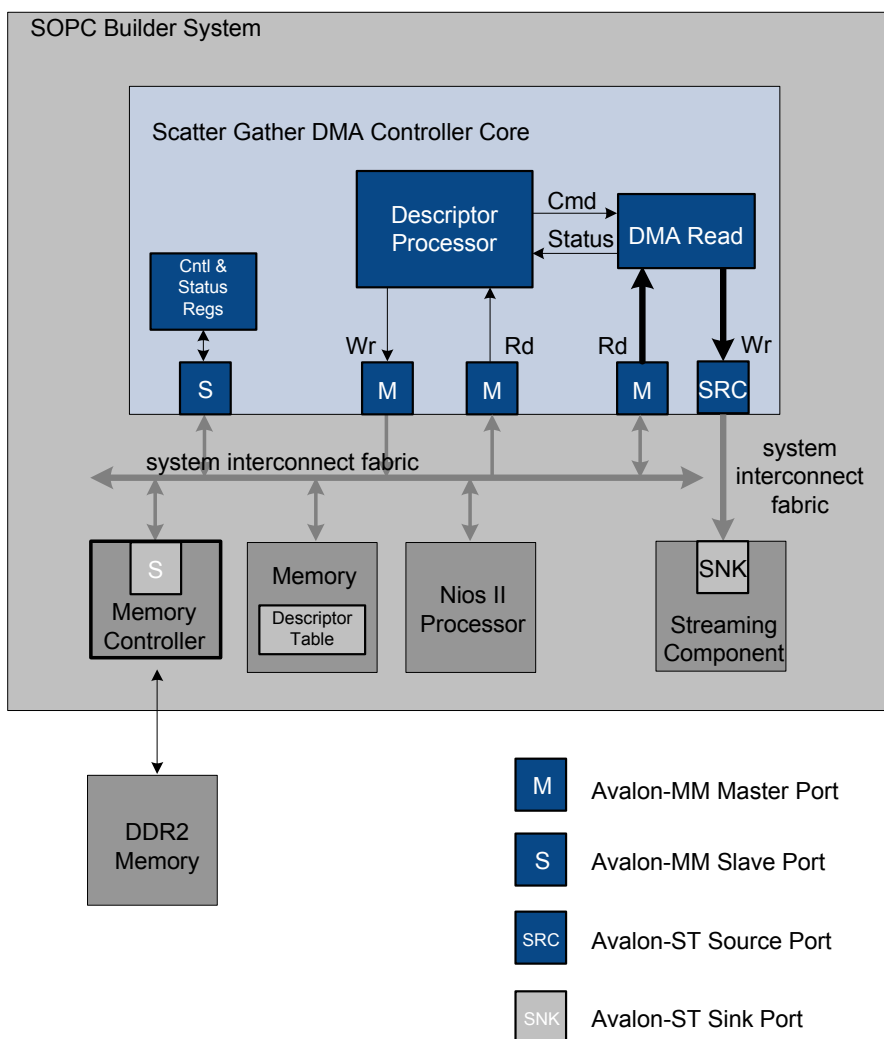 SOPC Builder System
Scatter Gather DMA Controller Core
Descriptor
Processor
Cmd
Status
DMA Read
Cntl &
Status
Regs
Wr
Rd
Rd
Wr
S
M
M
M
SRC
system interconnect fabric
system
interconnect
fabric
S
Memory
Controller
Memory
Descriptor
Table
Nios II
Processor
SNK
Streaming
Component
DDR2
Memory
M
Avalon-MM Master Port
S
Avalon-MM Slave Port
SRC
Avalon-ST Source Port
SNK
Avalon-ST Sink Port